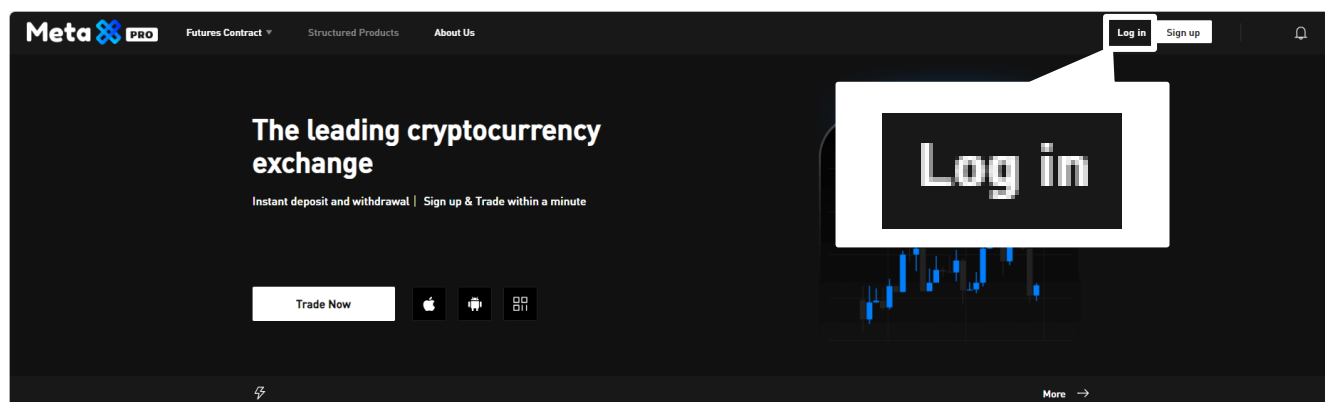 Meta PRO Futures Contract Structured Products About Us Log in Sign up
Log in
The leading cryptocurrency
exchange
Instant deposit and withdrawal | Sign up & Trade within a minute
Trade Now
More